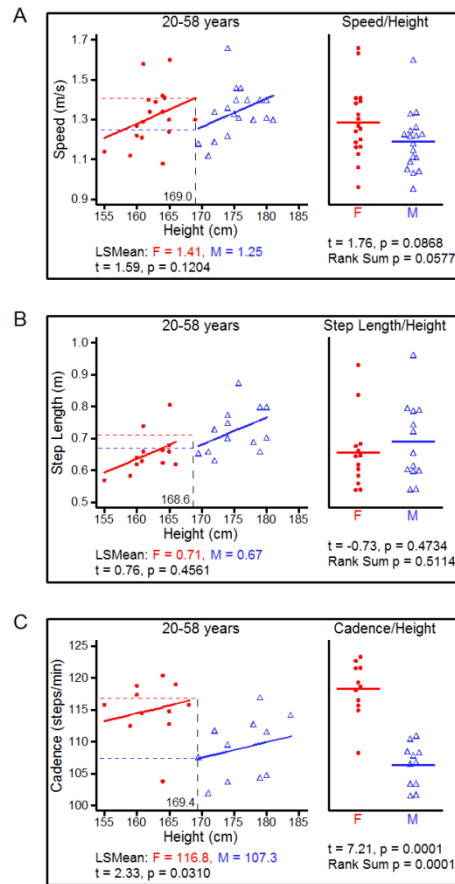 A
20-58 years Speed/Height
Speed (m/s)
1.7
1.5
1.3
1.1
0.9
169.0
155 160 165 170 175 180 185
Height (cm)
F M
LSMean: F = 1.41, M = 1.25
t = 1.59, p = 0.1204
t = 1.76, p = 0.0868
Rank Sum p = 0.0577
B
20-58 years Step Length/Height
Step Length (m)
1.0
0.9
0.8
0.7
0.6
0.5
168.6
155 160 165 170 175 180 185
Height (cm)
F M
LSMean: F = 0.71, M = 0.67
t = 0.76, p = 0.4561
t = -0.73, p = 0.4734
Rank Sum p = 0.5114
C
20-58 years Cadence/Height
Cadence (steps/min)
125
120
115
110
105
100
169.4
155 160 165 170 175 180 185
Height (cm)
F M
LSMean: F = 116.8, M = 107.3
t = 2.33, p = 0.0310
t = 7.21, p = 0.0001
Rank Sum p = 0.0001